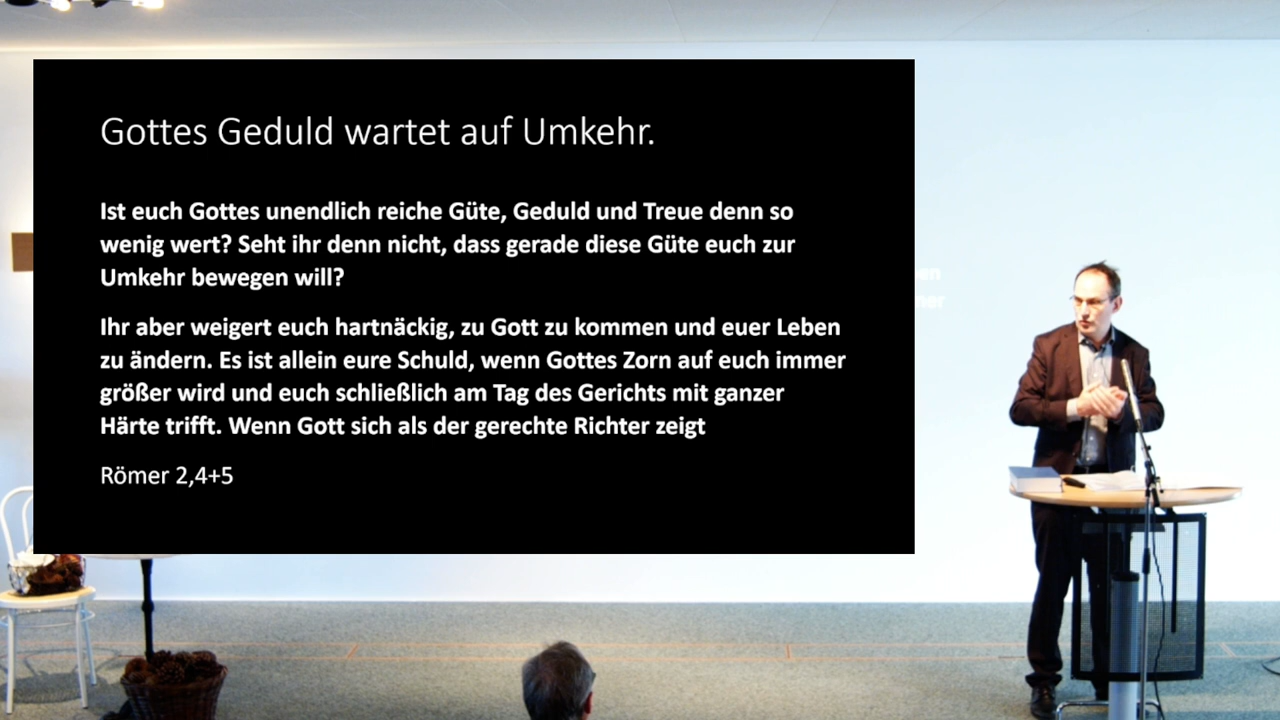 Gottes Geduld wartet auf Umkehr.
Ist euch Gottes unendlich reiche Güte, Geduld und Treue denn so
wenig wert? Seht ihr denn nicht, dass gerade diese Güte euch zur
Umkehr bewegen will?
Ihr aber weigert euch hartnäckig, zu Gott zu kommen und euer Leben
zu ändern. Es ist allein eure Schuld, wenn Gottes Zorn auf euch immer
größer wird und euch schließlich am Tag des Gerichts mit ganzer
Härte trifft. Wenn Gott sich als der gerechte Richter zeigt
Römer 2,4+5